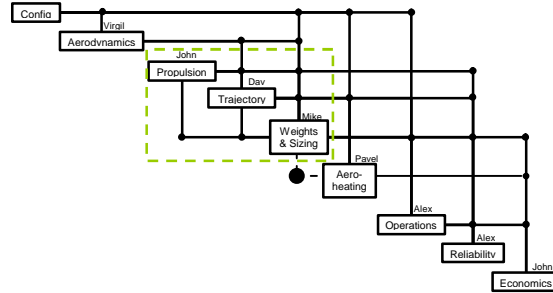 Config
Virgil
Aerodynamics
John
Propulsion
Dav
Trajectory
Mike
Weights
& Sizing
Pavel
Aero-
heating
Alex
Operations
Alex
Reliability
John
Economics